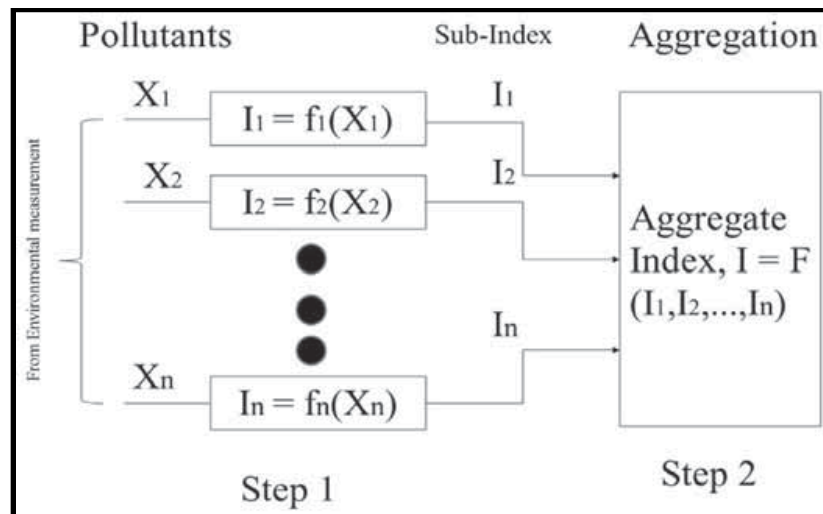 Pollutants Sub-Index Aggregation
From Environmental measurement
X₁
I₁ = f₁(X₁)
I₁
X₂
I₂ = f₂(X₂)
I₂
Aggregate
Index, I = F
(I₁,I₂,...,Iₙ)
Xₙ
Iₙ = fₙ(Xₙ)
Iₙ
Step 1
Step 2